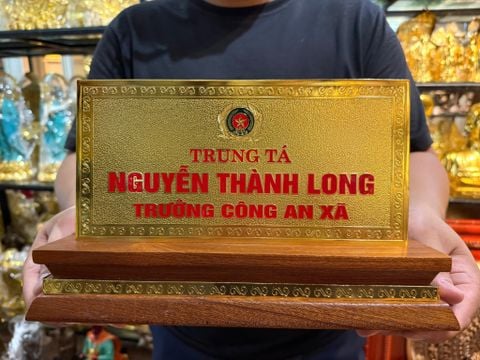 TRUNG TÁ
NGUYỄN THÀNH LONG
TRƯỞNG CÔNG AN XÃ